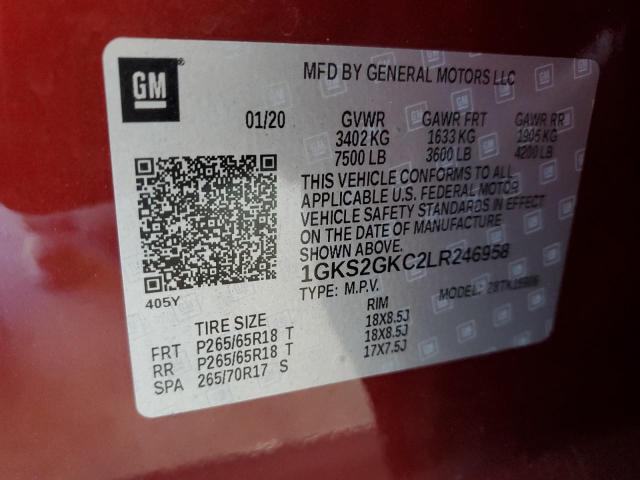 GM
MFD BY GENERAL MOTORS LLC
01/20 GVWR GAWR FRT GAWR RR
3402 KG 1633 KG 1905 KG
7500 LB 3600 LB 4200 LB
THIS VEHICLE CONFORMS TO ALL
APPLICABLE U.S. FEDERAL MOTOR
VEHICLE SAFETY STANDARDS IN EFFECT
ON THE DATE OF MANUFACTURE
SHOWN ABOVE.
1GKS2GKC2LR246958
405Y
TYPE: M.P.V. MODEL:
TIRE SIZE RIM
FRT P265/65R18 T 18X8.5J
RR P265/65R18 T 18X8.5J
SPA 265/70R17 S 17X7.5J